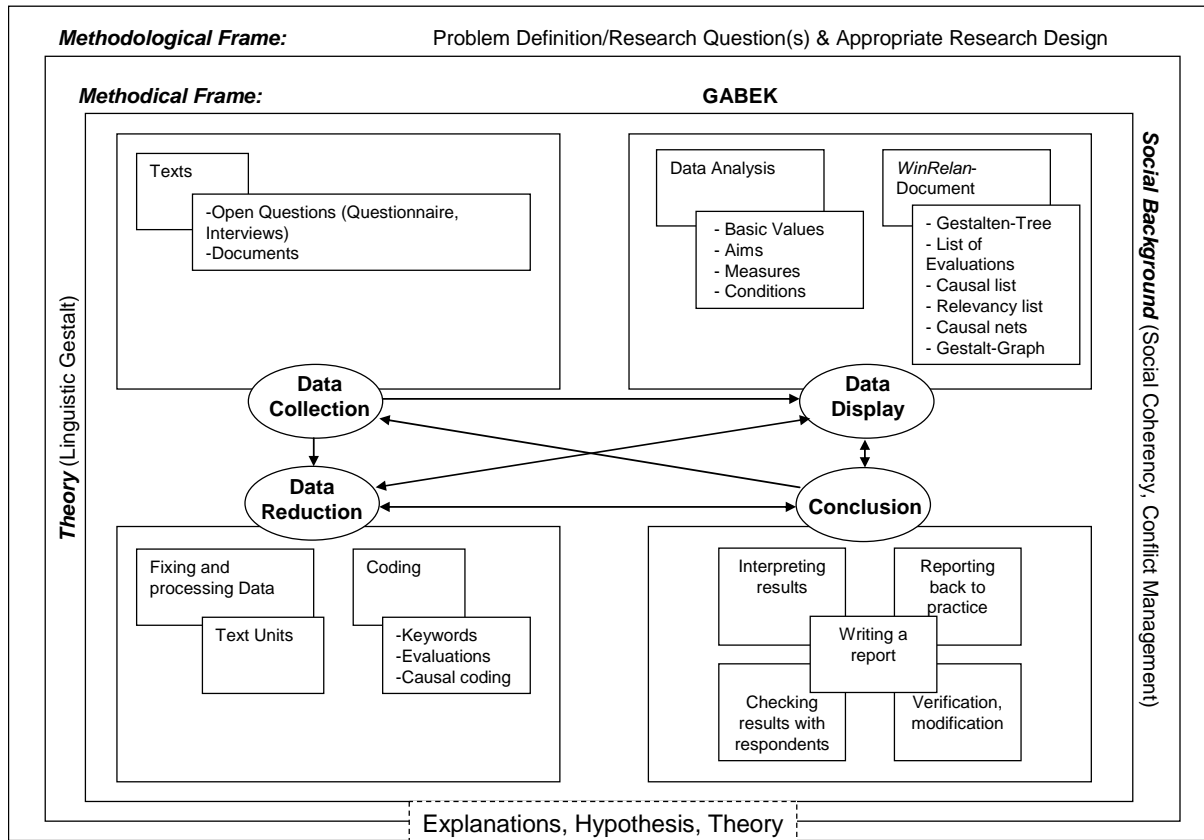 Methodological Frame: Problem Definition/Research Question(s) & Appropriate Research Design
Methodical Frame: GABEK
Theory (Linguistic Gestalt)
Texts
-Open Questions (Questionnaire,
Interviews)
-Documents
Data Analysis
- Basic Values
- Aims
- Measures
- Conditions
WinRelan-
Document
- Gestalten-Tree
- List of
Evaluations
- Causal list
- Relevancy list
- Causal nets
- Gestalt-Graph
Social Background (Social Coherency, Conflict Management)
Data
Collection
Data
Display
Data
Reduction
Conclusion
Fixing and
processing Data
Text Units
Coding
-Keywords
-Evaluations
-Causal coding
Interpreting
results
Reporting
back to
practice
Writing a
report
Checking
results with
respondents
Verification,
modification
Explanations, Hypothesis, Theory